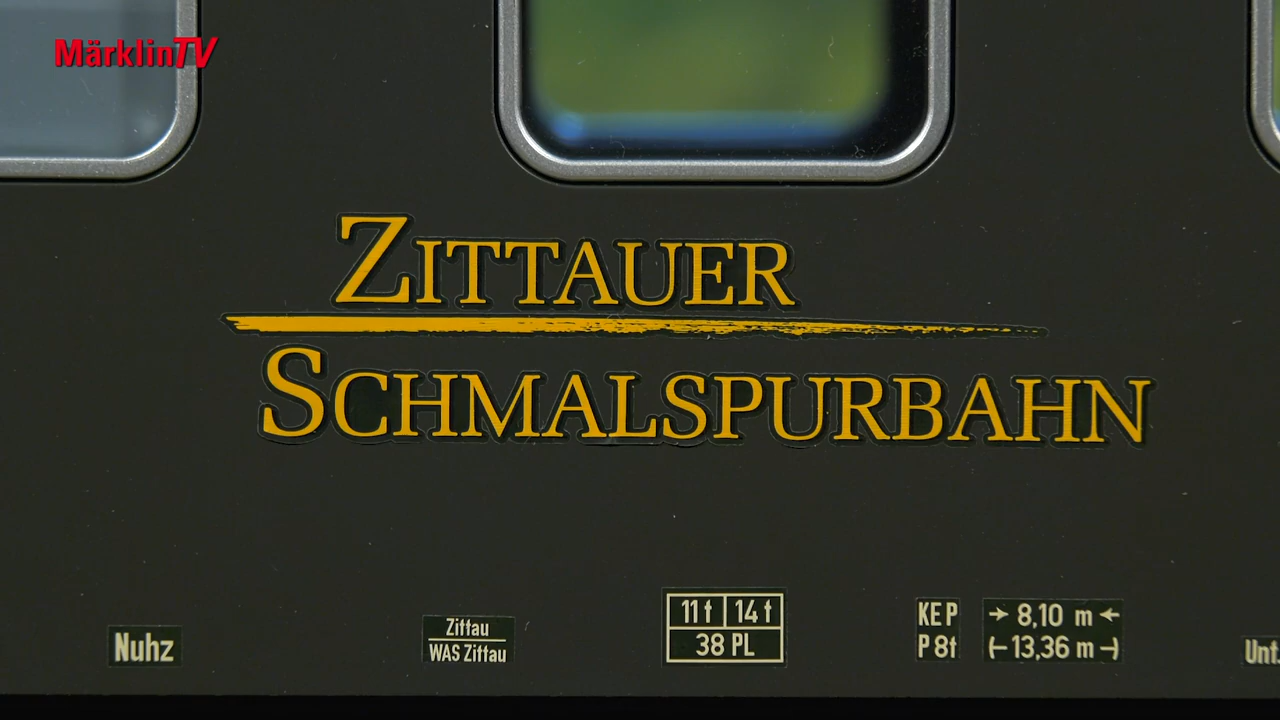 MärklinTV
ZITTAUER
SCHMALSPURBAHN
Nuhz
Zittau
WAS Zittau
11 t 14 t
38 PL
KE P
P 8t
→ 8,10 m ←
(–13,36 m –)
Unt.